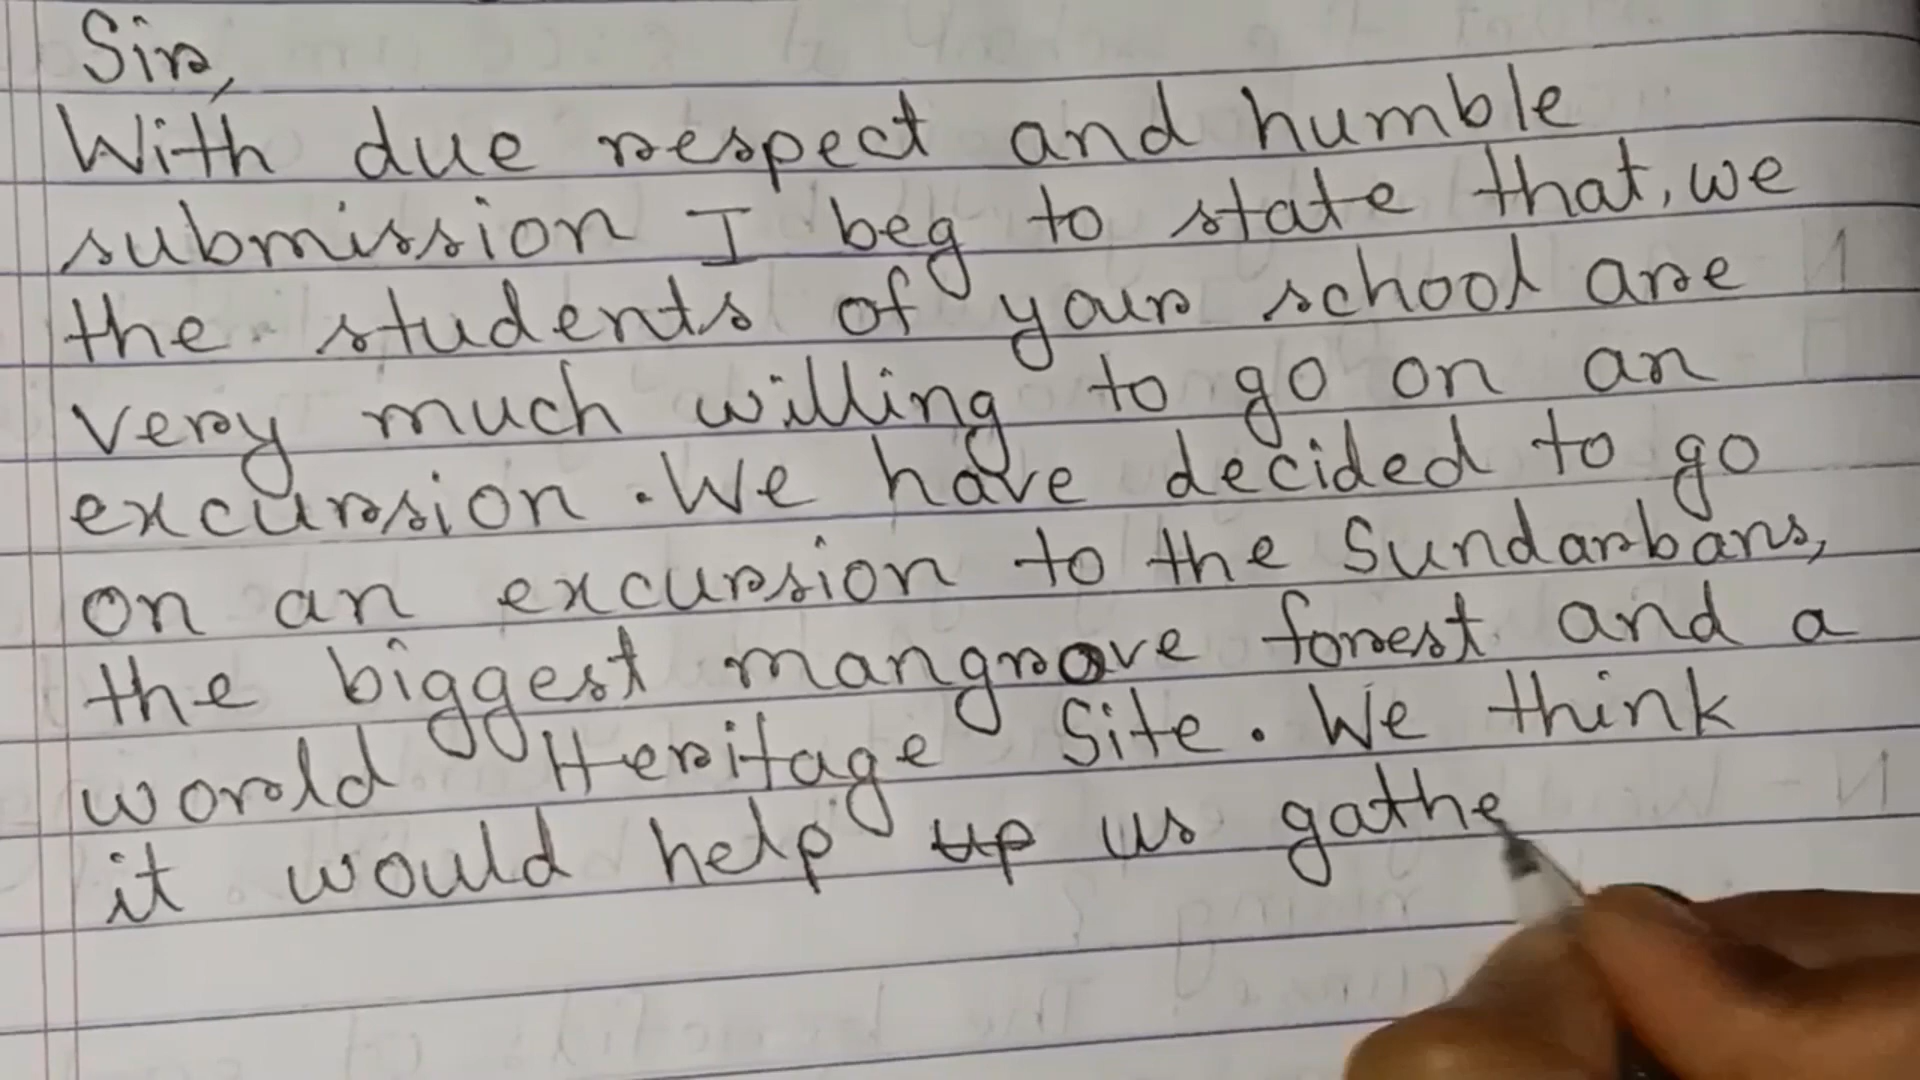 Sir,
With due respect and humble
submission I beg to state that, we
the students of your school are
very much willing to go on an
excursion. We have decided to go
on an excursion to the Sundarbans,
the biggest mangrove forest and a
world Heritage Site. We think
it would help up us gathe